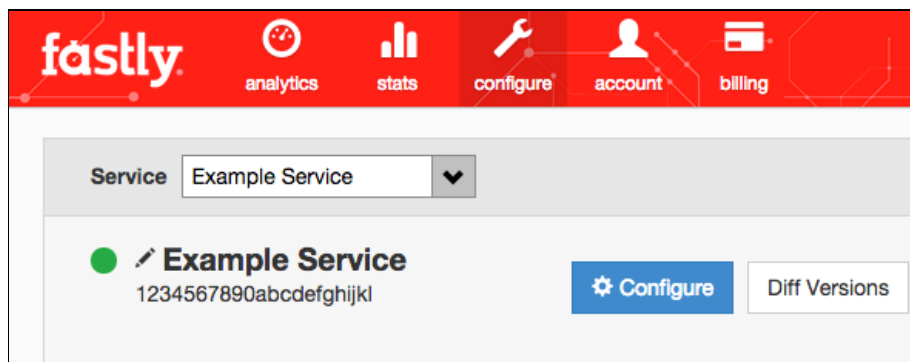 fastly.
analytics stats configure account billing
Service Example Service
Example Service
1234567890abcdefghijkl
Configure Diff Versions